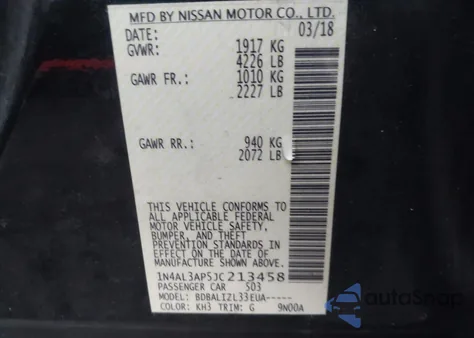 MFD BY NISSAN MOTOR CO., LTD.
DATE: 03/18
GVWR: 1917 KG
4226 LB
GAWR FR.: 1010 KG
2227 LB
GAWR RR.: 940 KG
2072 LB
THIS VEHICLE CONFORMS TO
ALL APPLICABLE FEDERAL
MOTOR VEHICLE SAFETY,
BUMPER, AND THEFT
PREVENTION STANDARDS IN
EFFECT ON THE DATE OF
MANUFACTURE SHOWN ABOVE.
1N4AL3AP5JC213458
PASSENGER CAR 503
MODEL: BDBALIZL33EUA-----
COLOR: KH3 TRIM: G 9N00A
AutoSnap